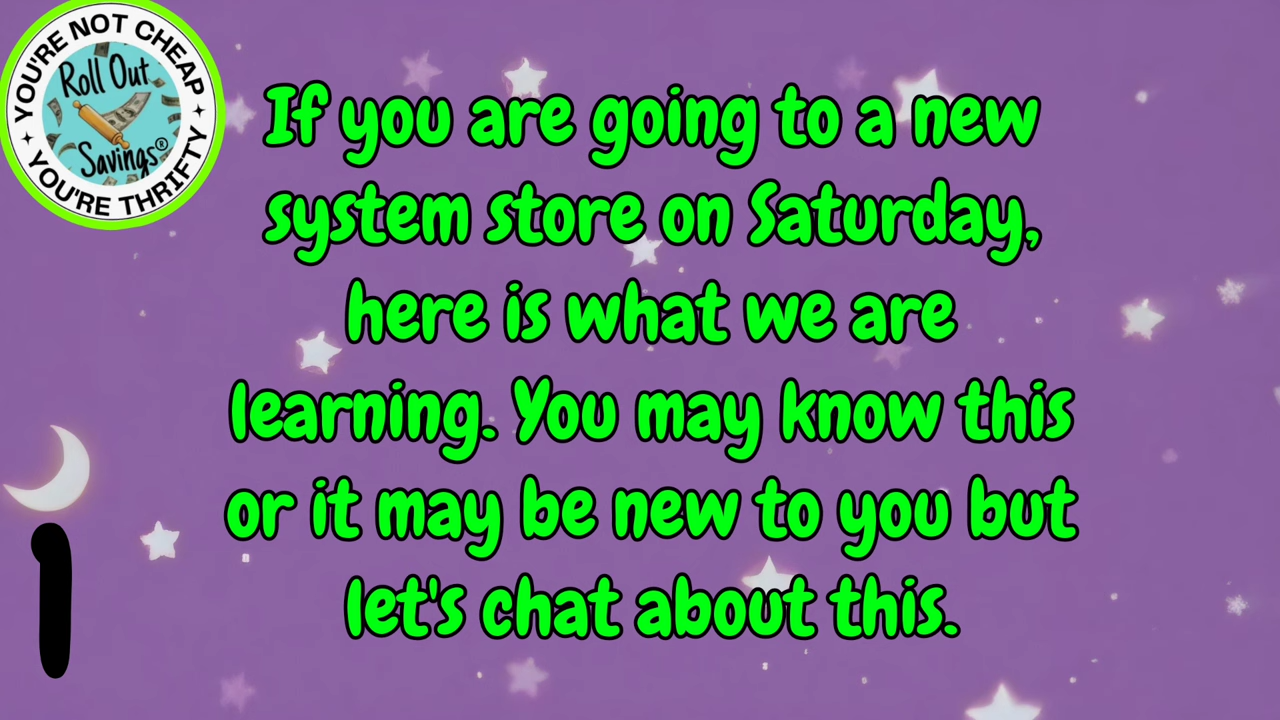 YOU'RE NOT CHEAP
Roll Out
Savings®
YOU'RE THRIFTY
If you are going to a new
system store on Saturday,
here is what we are
learning. You may know this
or it may be new to you but
let's chat about this.
1